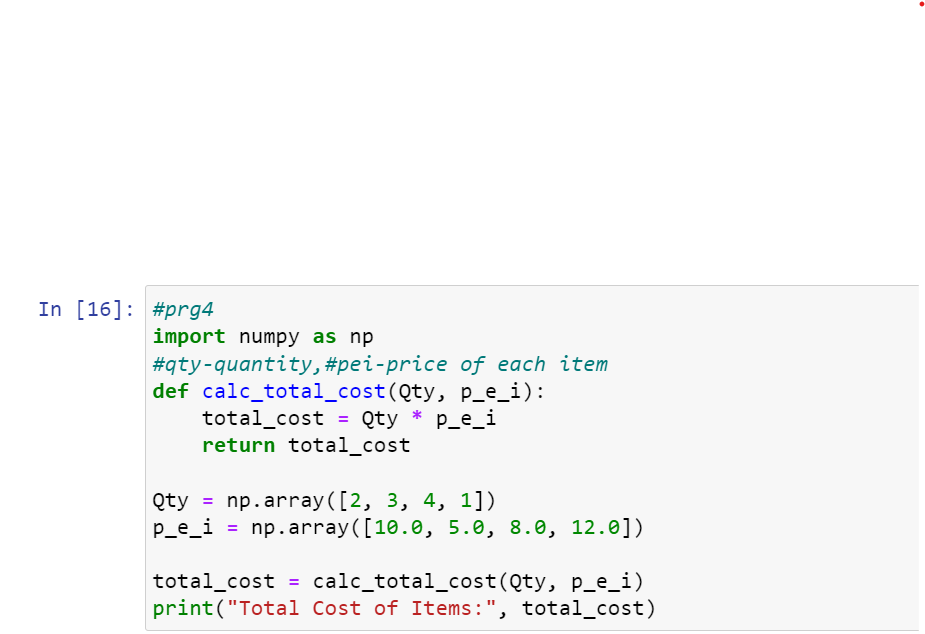 In [16]:
#prg4
import numpy as np
#qty-quantity,#pei-price of each item
def calc_total_cost(Qty, p_e_i):
    total_cost = Qty * p_e_i
    return total_cost

Qty = np.array([2, 3, 4, 1])
p_e_i = np.array([10.0, 5.0, 8.0, 12.0])

total_cost = calc_total_cost(Qty, p_e_i)
print("Total Cost of Items:", total_cost)